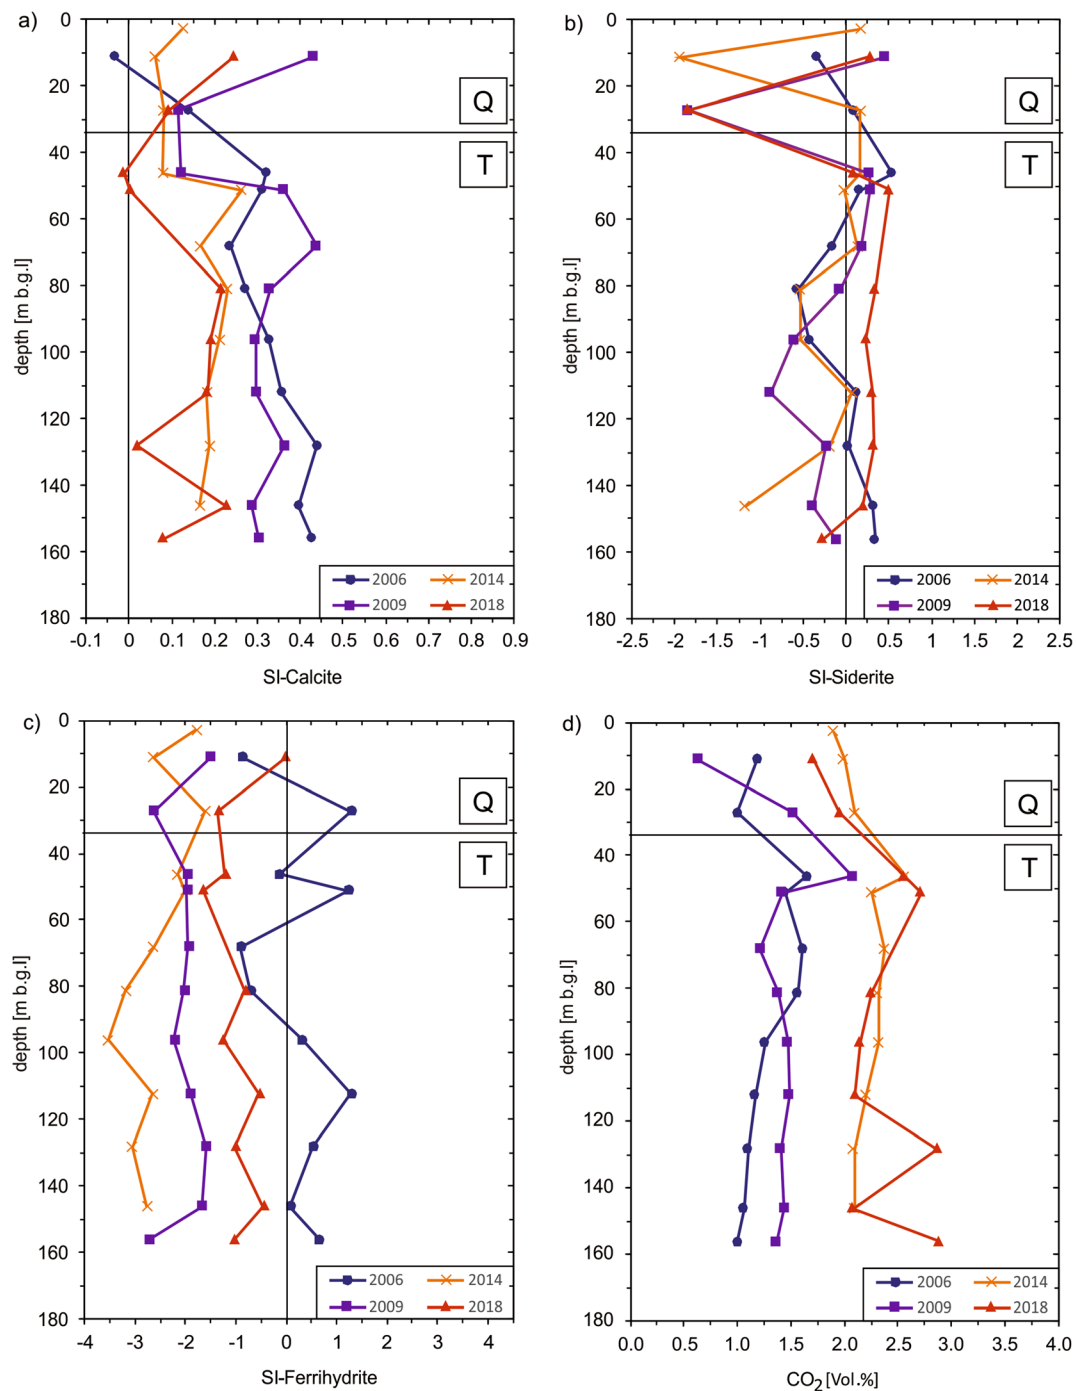 a)
0
20
40
60
80
100
120
140
160
180
depth [m b.g.l]
Q
T
2006 2014
2009 2018
-0.1 0 0.1 0.2 0.3 0.4 0.5 0.6 0.7 0.8 0.9
SI-Calcite
b)
0
20
40
60
80
100
120
140
160
180
depth [m b.g.l]
Q
T
2006 2014
2009 2018
-2.5 -2 -1.5 -1 -0.5 0 0.5 1 1.5 2 2.5
SI-Siderite
c)
0
20
40
60
80
100
120
140
160
180
depth [m b.g.l]
Q
T
2006 2014
2009 2018
-4 -3 -2 -1 0 1 2 3 4
SI-Ferrihydrite
d)
0
20
40
60
80
100
120
140
160
180
depth [m b.g.l]
Q
T
2006 2014
2009 2018
0.0 1.0 1.5 2.0 2.5 3.0 3.5 4.0
CO₂ [Vol.%]